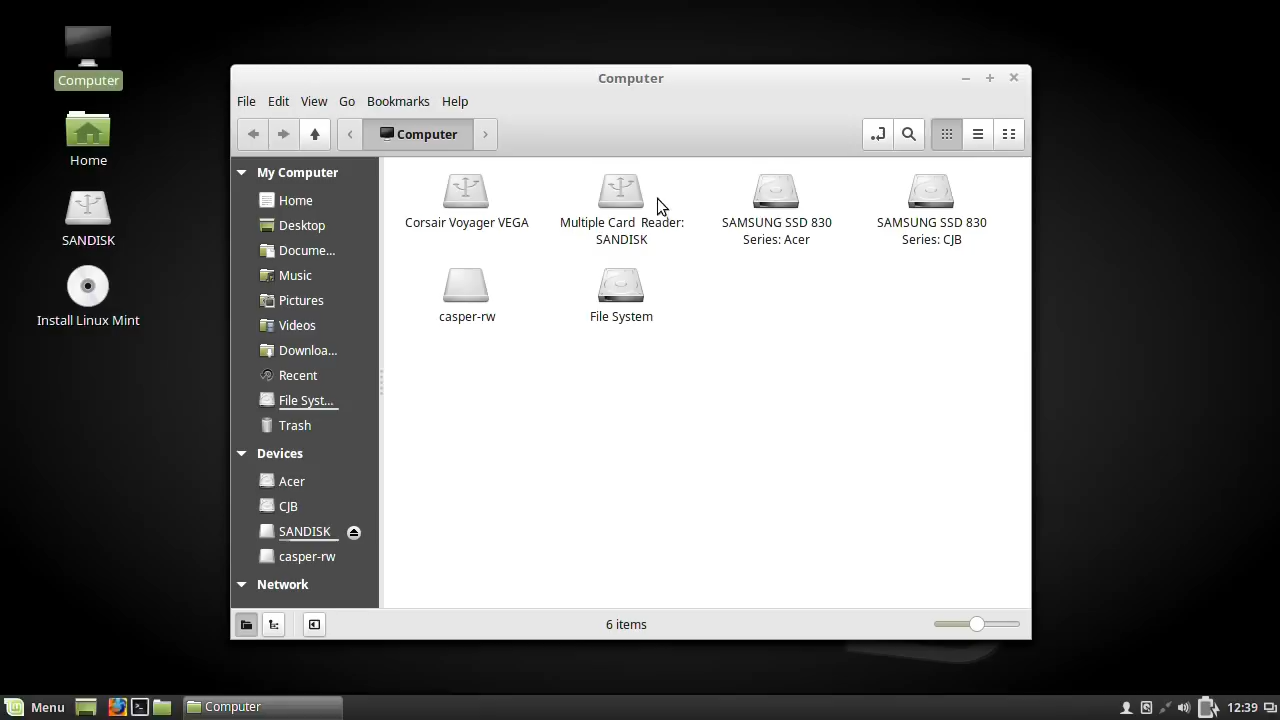 Computer
Home
SANDISK
Install Linux Mint
Computer
File Edit View Go Bookmarks Help
Computer
My Computer
Home
Desktop
Docume...
Music
Pictures
Videos
Downloa...
Recent
File Syst...
Trash
Devices
Acer
CJB
SANDISK
casper-rw
Network
Corsair Voyager VEGA
Multiple Card Reader:
SANDISK
SAMSUNG SSD 830
Series: Acer
SAMSUNG SSD 830
Series: CJB
casper-rw
File System
6 items
Menu
Computer
12:39